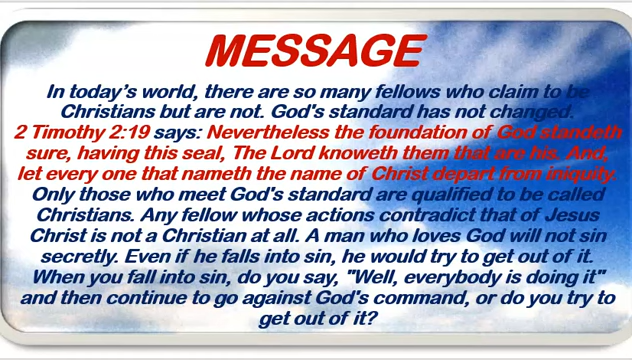 MESSAGE
In today's world, there are so many fellows who claim to be
Christians but are not. God's standard has not changed.
2 Timothy 2:19 says: Nevertheless the foundation of God standeth
sure, having this seal, The Lord knoweth them that are his. And,
let every one that nameth the name of Christ depart from iniquity.
Only those who meet God's standard are qualified to be called
Christians. Any fellow whose actions contradict that of Jesus
Christ is not a Christian at all. A man who loves God will not sin
secretly. Even if he falls into sin, he would try to get out of it.
When you fall into sin, do you say, "Well, everybody is doing it"
and then continue to go against God's command, or do you try to
get out of it?